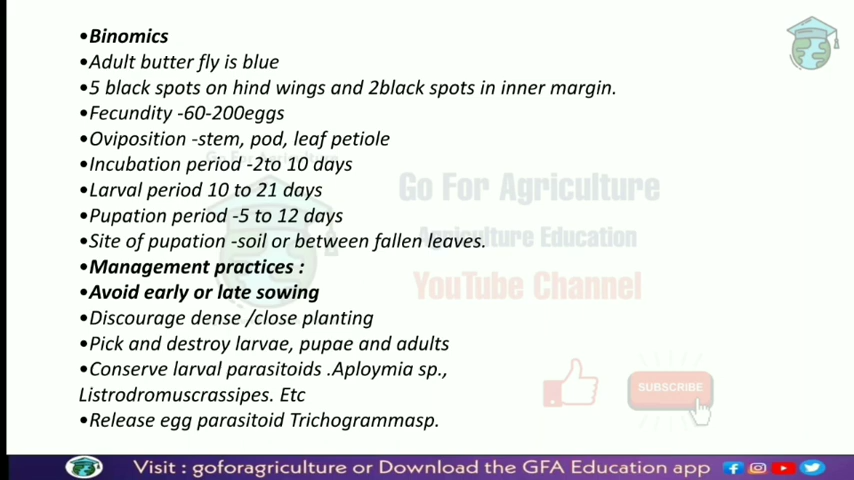 •Binomics
•Adult butter fly is blue
•5 black spots on hind wings and 2black spots in inner margin.
•Fecundity -60-200eggs
•Oviposition -stem, pod, leaf petiole
•Incubation period -2to 10 days
•Larval period 10 to 21 days
•Pupation period -5 to 12 days
•Site of pupation -soil or between fallen leaves.
•Management practices :
•Avoid early or late sowing
•Discourage dense /close planting
•Pick and destroy larvae, pupae and adults
•Conserve larval parasitoids .Aploymia sp.,
Listrodromuscrassipes. Etc
•Release egg parasitoid Trichogrammasp.
Go For Agriculture
Agriculture Education
YouTube Channel
SUBSCRIBE
Visit : goforagriculture or Download the GFA Education app